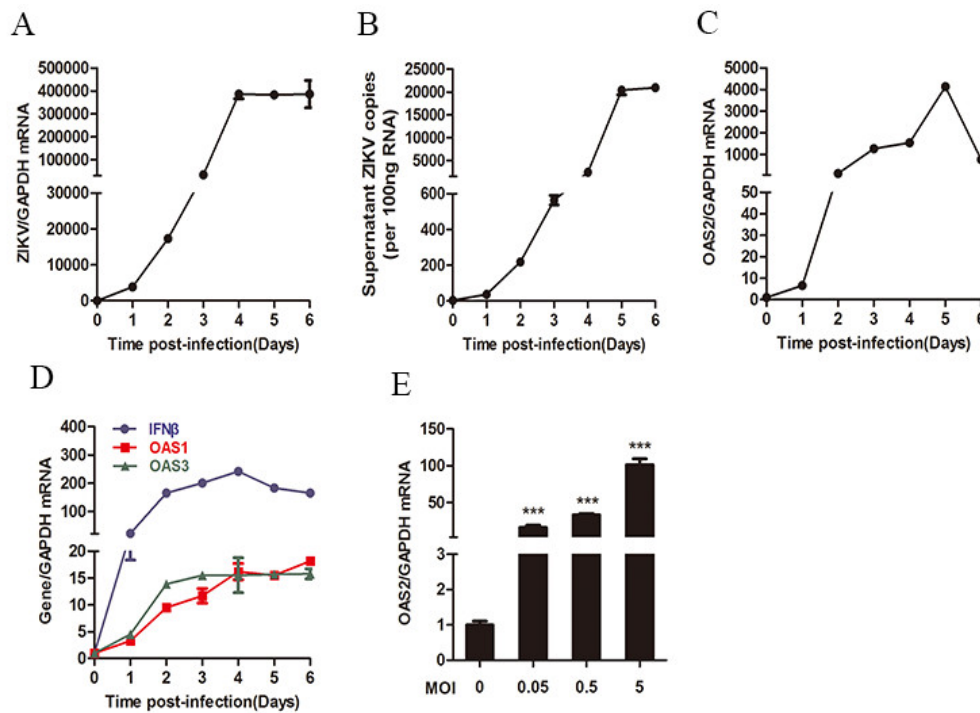 A
B
C
500000
400000
300000
200000
100000
30000
20000
10000
0
ZIKV/GAPDH mRNA
0 1 2 3 4 5 6
Time post-infection(Days)
25000
20000
15000
10000
5000
600
400
200
0
Supernatant ZIKV copies
(per 100ng RNA)
0 1 2 3 4 5 6
Time post-infection(Days)
5000
4000
3000
2000
1000
50
40
30
20
10
0
OAS2/GAPDH mRNA
0 1 2 3 4 5 6
Time post-infection(Days)
D
E
IFNβ
OAS1
OAS3
400
300
200
100
20
15
10
5
0
Gene/GAPDH mRNA
0 1 2 3 4 5 6
Time post-infection(Days)
150
100
50
3
2
1
0
OAS2/GAPDH mRNA
***
***
***
MOI 0 0.05 0.5 5